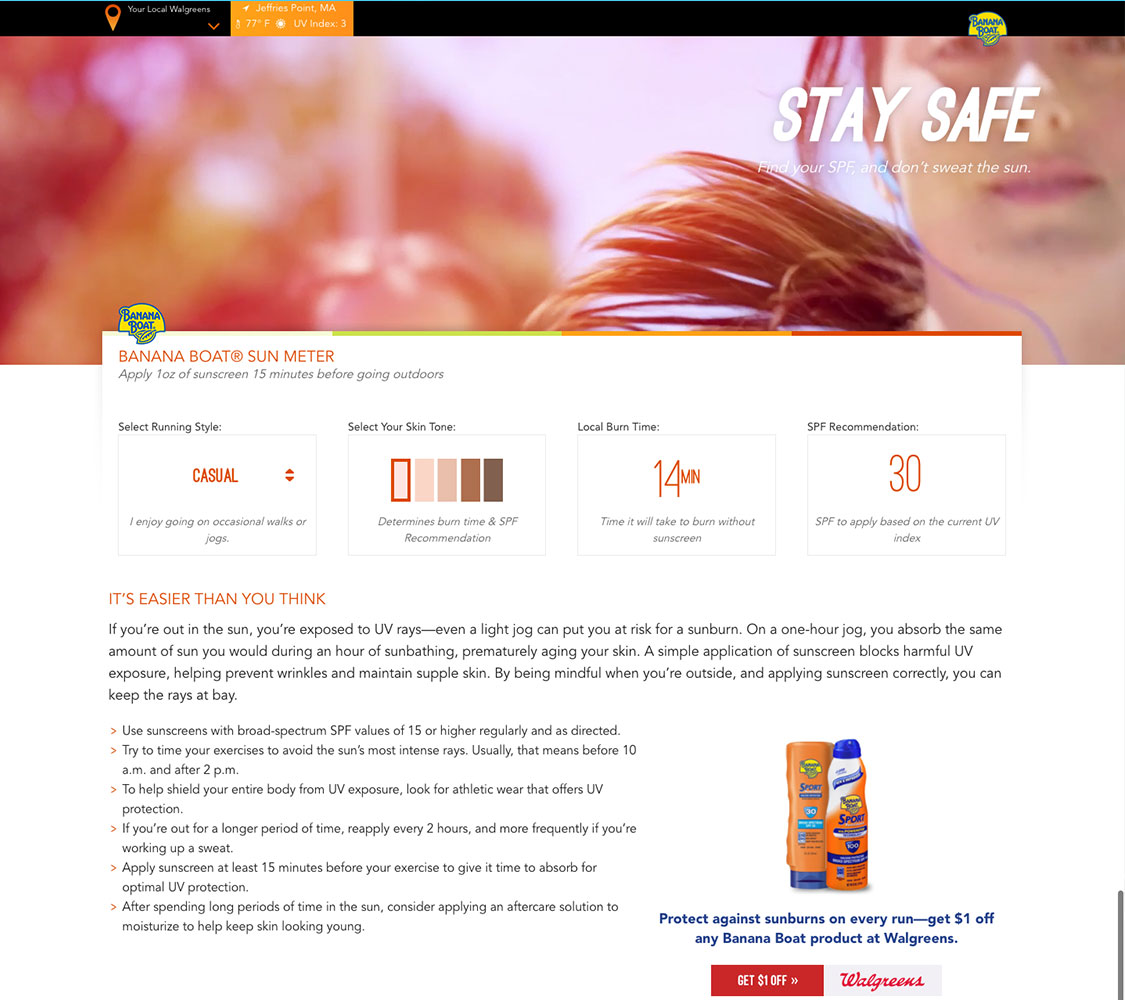 Your Local Walgreens
Jeffries Point, MA
77° F UV Index: 3
BANANA
BOAT
STAY SAFE
Find your SPF, and don't sweat the sun.
BANANA
BOAT
BANANA BOAT® SUN METER
Apply 1oz of sunscreen 15 minutes before going outdoors
Select Running Style:
CASUAL
I enjoy going on occasional walks or
jogs.
Select Your Skin Tone:
Determines burn time & SPF
Recommendation
Local Burn Time:
14 MIN
Time it will take to burn without
sunscreen
SPF Recommendation:
30
SPF to apply based on the current UV
index
IT'S EASIER THAN YOU THINK
If you're out in the sun, you're exposed to UV rays—even a light jog can put you at risk for a sunburn. On a one-hour jog, you absorb the same
amount of sun you would during an hour of sunbathing, prematurely aging your skin. A simple application of sunscreen blocks harmful UV
exposure, helping prevent wrinkles and maintain supple skin. By being mindful when you're outside, and applying sunscreen correctly, you can
keep the rays at bay.
> Use sunscreens with broad-spectrum SPF values of 15 or higher regularly and as directed.
> Try to time your exercises to avoid the sun's most intense rays. Usually, that means before 10
a.m. and after 2 p.m.
> To help shield your entire body from UV exposure, look for athletic wear that offers UV
protection.
> If you're out for a longer period of time, reapply every 2 hours, and more frequently if you're
working up a sweat.
> Apply sunscreen at least 15 minutes before your exercise to give it time to absorb for
optimal UV protection.
> After spending long periods of time in the sun, consider applying an aftercare solution to
moisturize to help keep skin looking young.
SPORT
30
BANANA
BOAT
SPORT
100
Protect against sunburns on every run—get $1 off
any Banana Boat product at Walgreens.
GET $1 OFF »
Walgreens